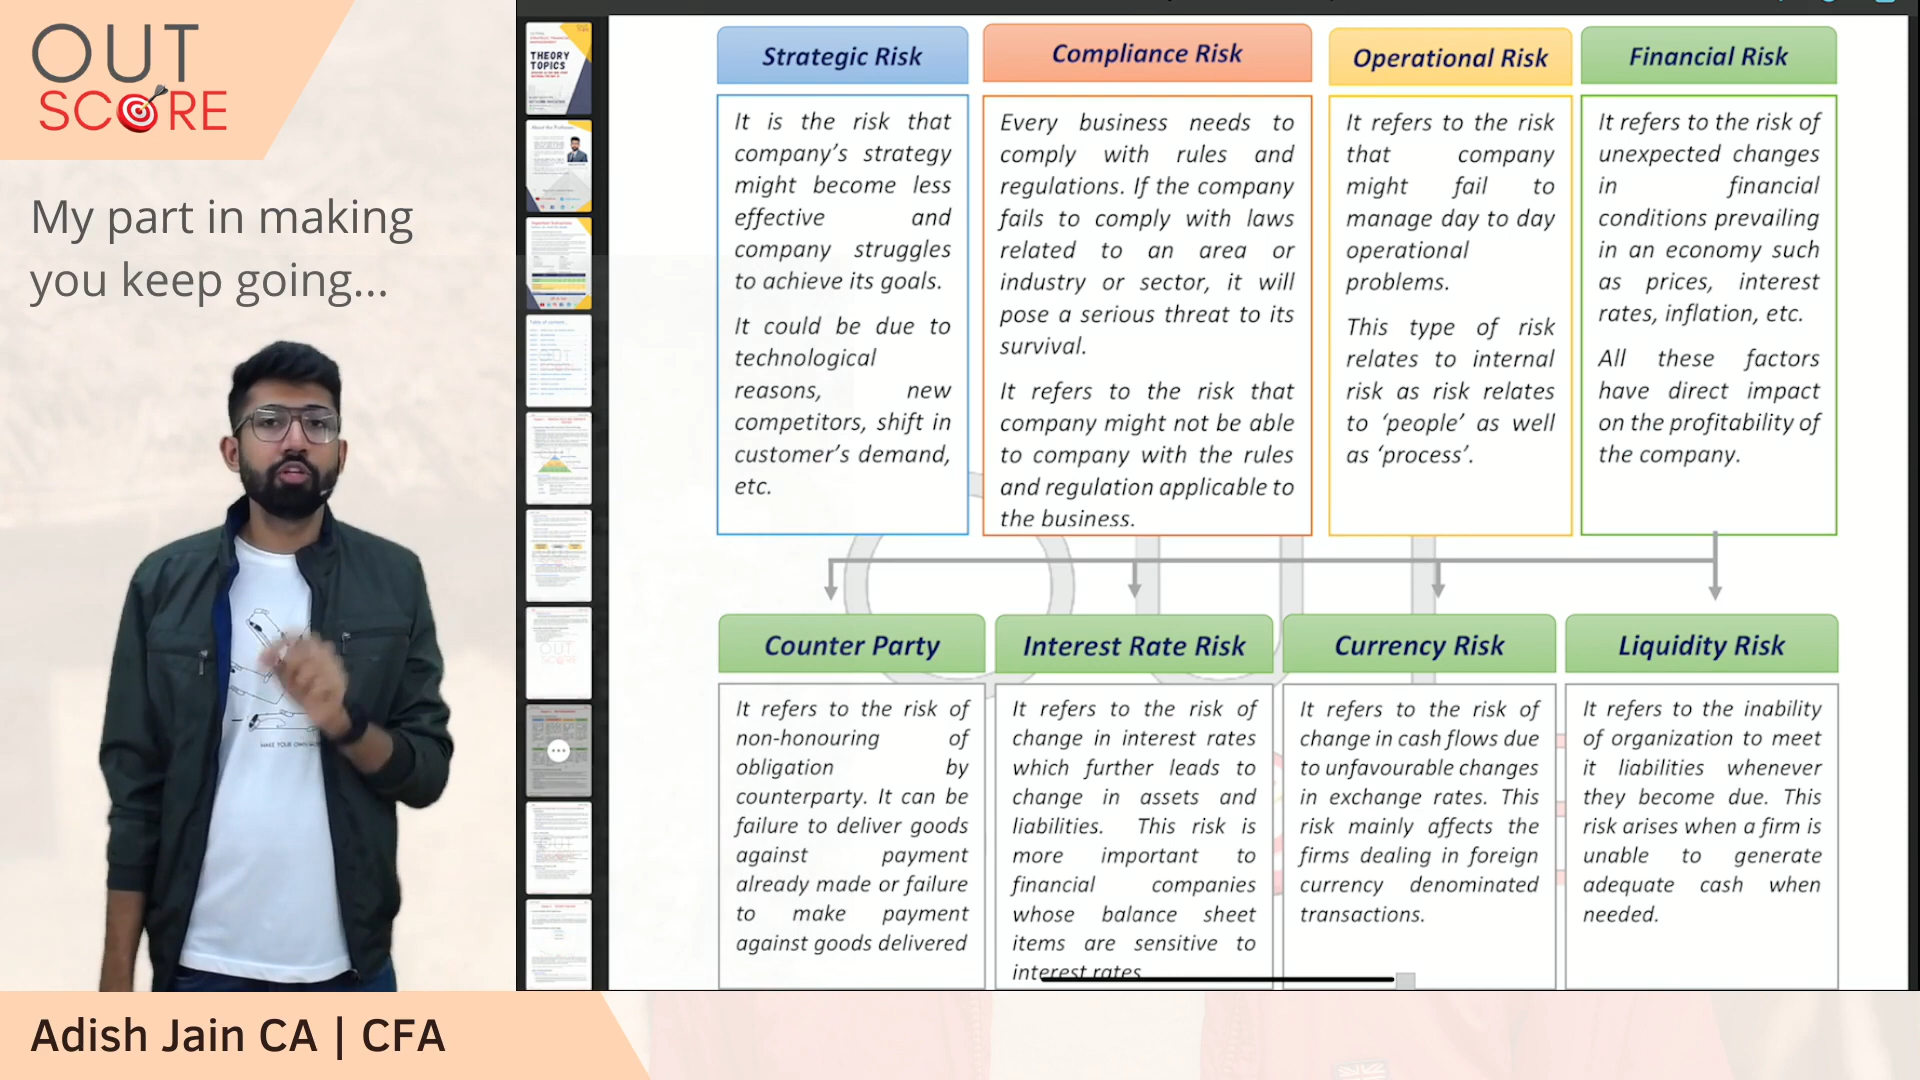 OUT
SCORE
My part in making
you keep going...
Adish Jain CA | CFA
THEORY
TOPICS
Strategic Risk
It is the risk that
company’s strategy
might become less
effective and
company struggles
to achieve its goals.
It could be due to
technological
reasons, new
competitors, shift in
customer’s demand,
etc.
Compliance Risk
Every business needs to
comply with rules and
regulations. If the company
fails to comply with laws
related to an area or
industry or sector, it will
pose a serious threat to its
survival.
It refers to the risk that
company might not be able
to company with the rules
and regulation applicable to
the business.
Operational Risk
It refers to the risk
that company
might fail to
manage day to day
operational
problems.
This type of risk
relates to internal
risk as risk relates
to ‘people’ as well
as ‘process’.
Financial Risk
It refers to the risk of
unexpected changes
in financial
conditions prevailing
in an economy such
as prices, interest
rates, inflation, etc.
All these factors
have direct impact
on the profitability of
the company.
Counter Party
It refers to the risk of
non-honouring of
obligation by
counterparty. It can be
failure to deliver goods
against payment
already made or failure
to make payment
against goods delivered
Interest Rate Risk
It refers to the risk of
change in interest rates
which further leads to
change in assets and
liabilities. This risk is
more important to
financial companies
whose balance sheet
items are sensitive to
interest rates
Currency Risk
It refers to the risk of
change in cash flows due
to unfavourable changes
in exchange rates. This
risk mainly affects the
firms dealing in foreign
currency denominated
transactions.
Liquidity Risk
It refers to the inability
of organization to meet
it liabilities whenever
they become due. This
risk arises when a firm is
unable to generate
adequate cash when
needed.